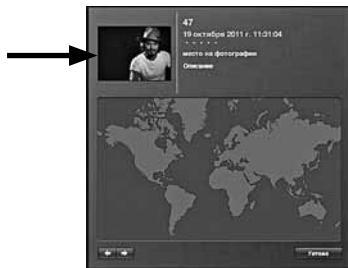 47
19 октября 2011 г. 11:31:04
место на фотографии
Описание
Готово